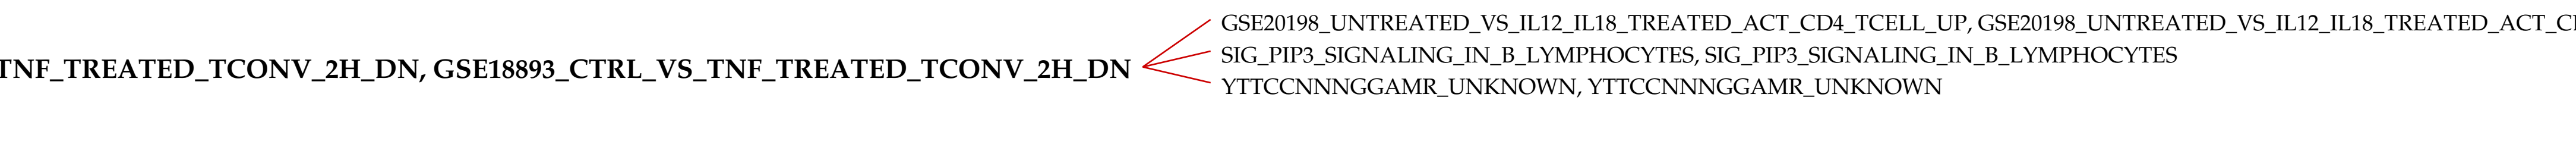 TNF_TREATED_TCONV_2H_DN, GSE18893_CTRL_VS_TNF_TREATED_TCONV_2H_DN
GSE20198_UNTREATED_VS_IL12_IL18_TREATED_ACT_CD4_TCELL_UP, GSE20198_UNTREATED_VS_IL12_IL18_TREATED_ACT_C
SIG_PIP3_SIGNALING_IN_B_LYMPHOCYTES, SIG_PIP3_SIGNALING_IN_B_LYMPHOCYTES
YTTCCNNNGGAMR_UNKNOWN, YTTCCNNNGGAMR_UNKNOWN